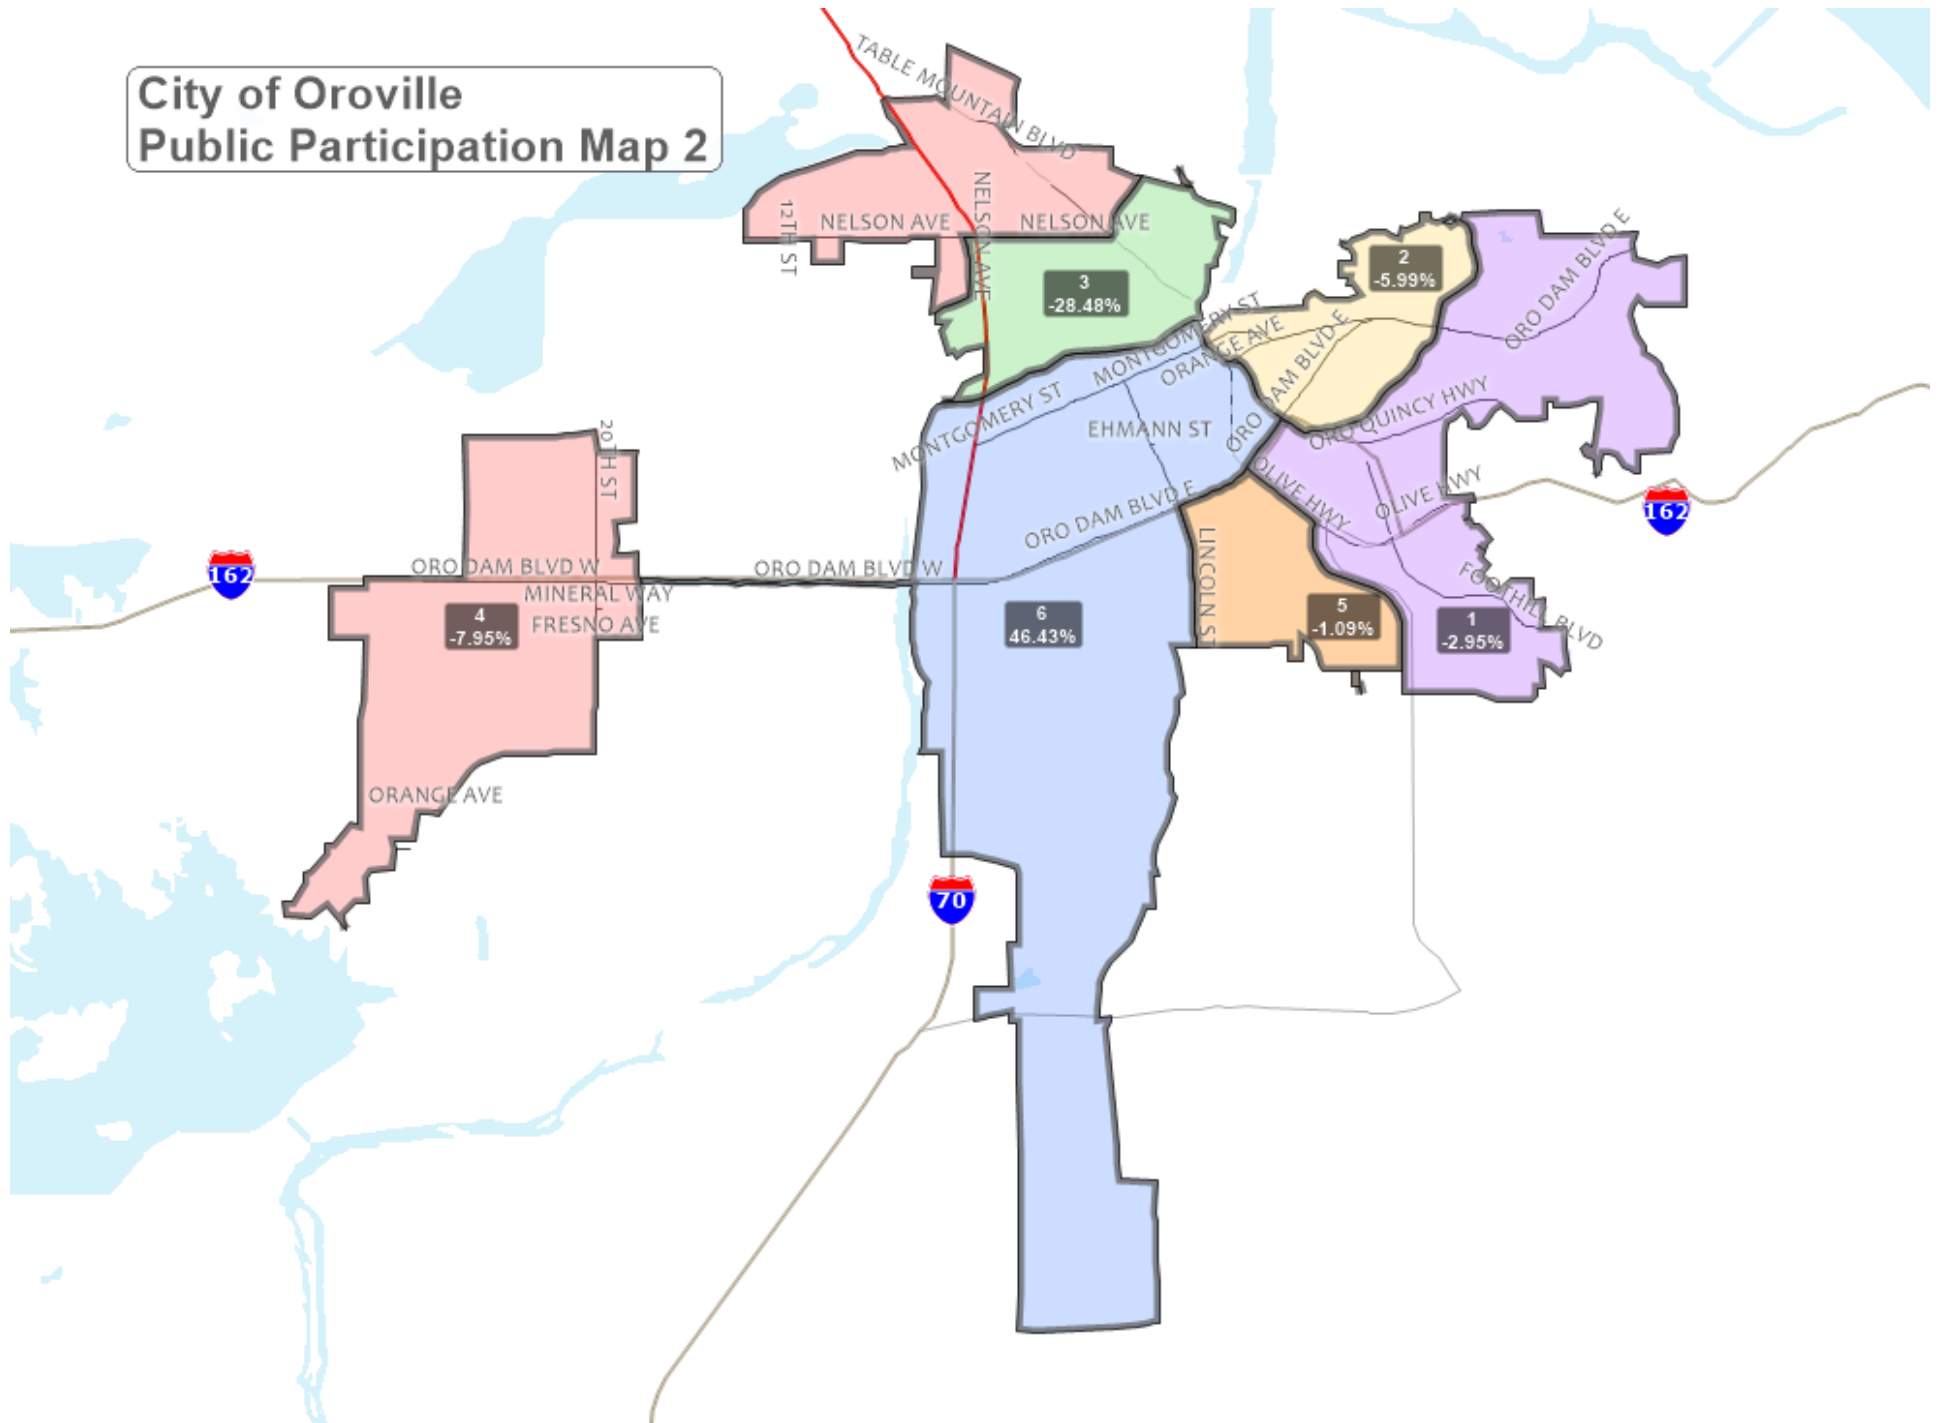 City of Oroville
Public Participation Map 2
TABLE MOUNTAIN BLVD
NELSON AVE
12TH ST
NELSON AVE
NELSON AVE
3
-28.48%
2
-5.99%
ORO DAM BLVD E
MONTGOMERY ST
ORANGE AVE
ORO DAM BLVD E
MONTGOMERY ST
EHMANN ST
ORO QUINCY HWY
20TH ST
OLIVE HWY
OLIVE HWY
162
ORO DAM BLVD E
LINCOLN ST
162
ORO DAM BLVD W
ORO DAM BLVD W
MINERAL WAY
FRESNO AVE
4
-7.95%
6
46.43%
5
-1.09%
1
-2.95%
FOOTHILL BLVD
ORANGE AVE
70